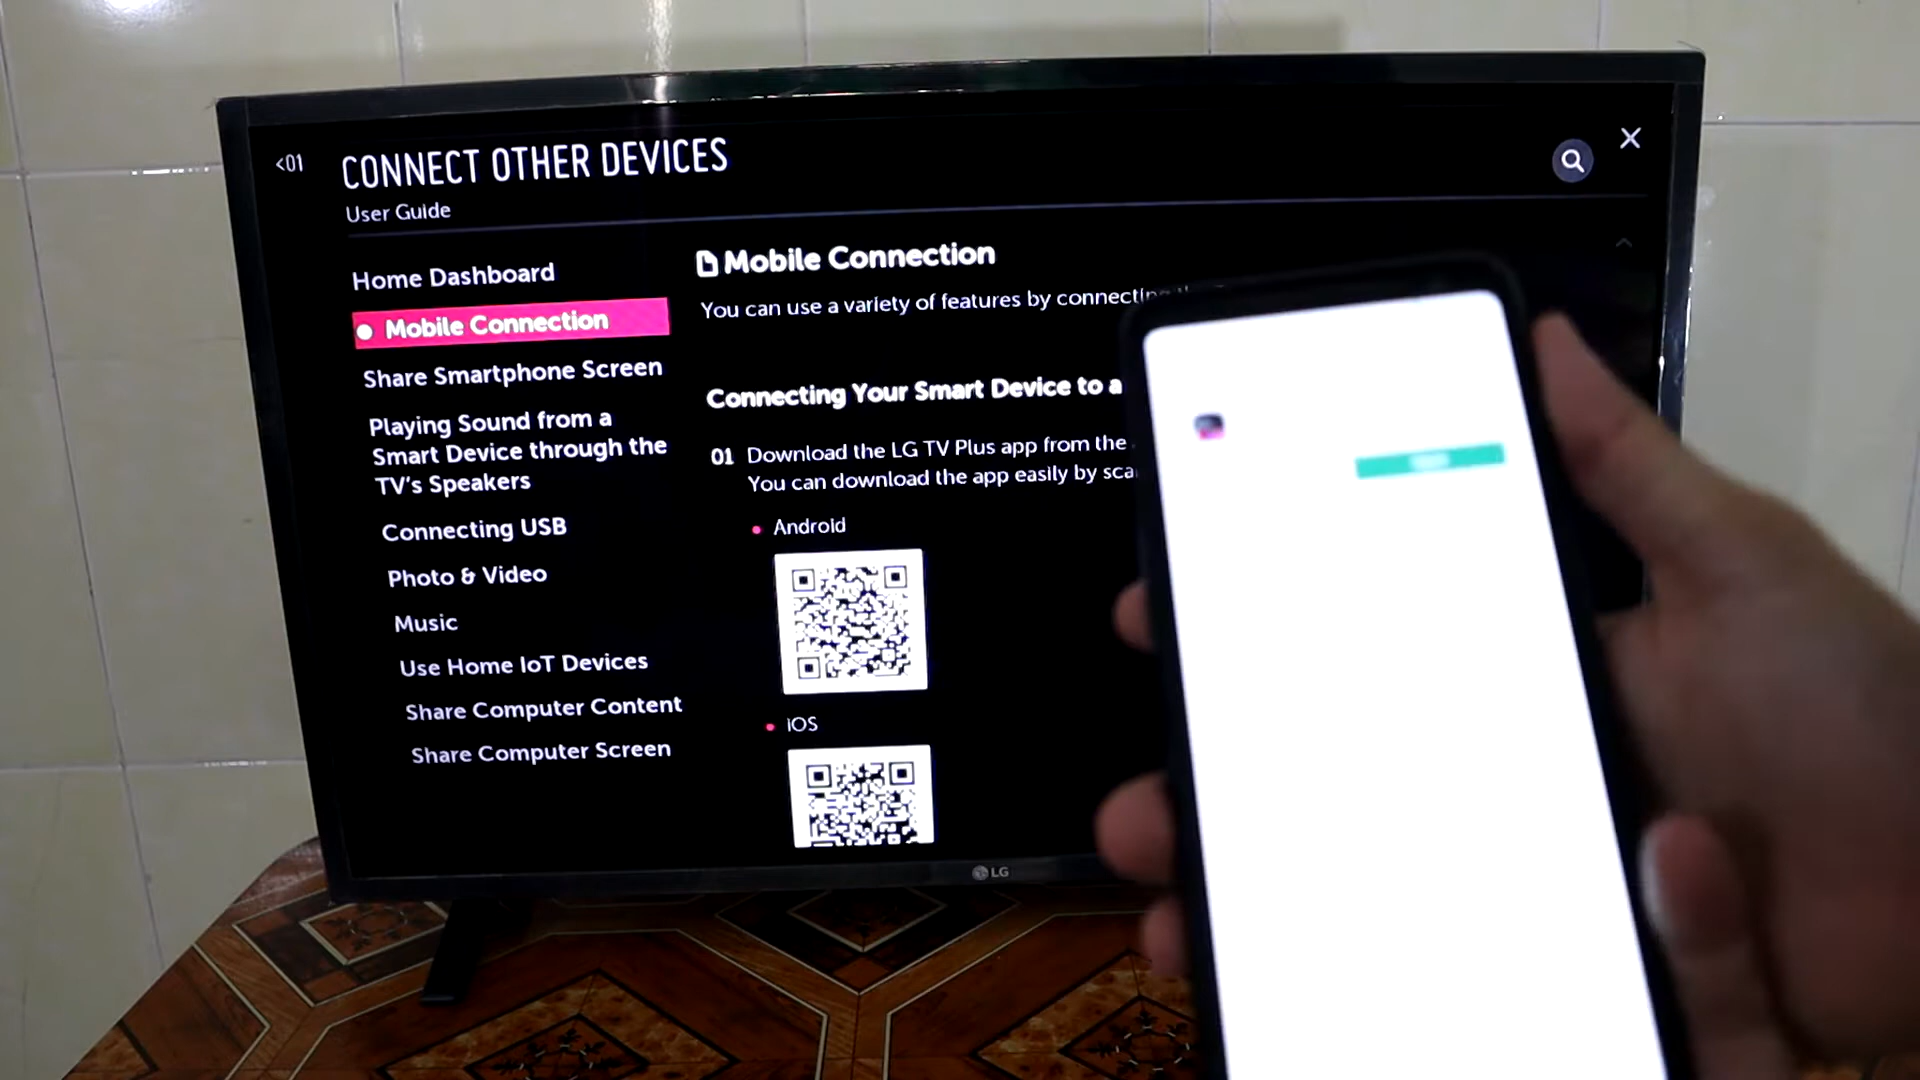 <01
CONNECT OTHER DEVICES
User Guide
Home Dashboard
Mobile Connection
Share Smartphone Screen
Playing Sound from a
Smart Device through the
TV's Speakers
Connecting USB
Photo & Video
Music
Use Home IoT Devices
Share Computer Content
Share Computer Screen
Mobile Connection
You can use a variety of features by connecting
Connecting Your Smart Device to a
01 Download the LG TV Plus app from the
You can download the app easily by sca
• Android
• iOS
LG